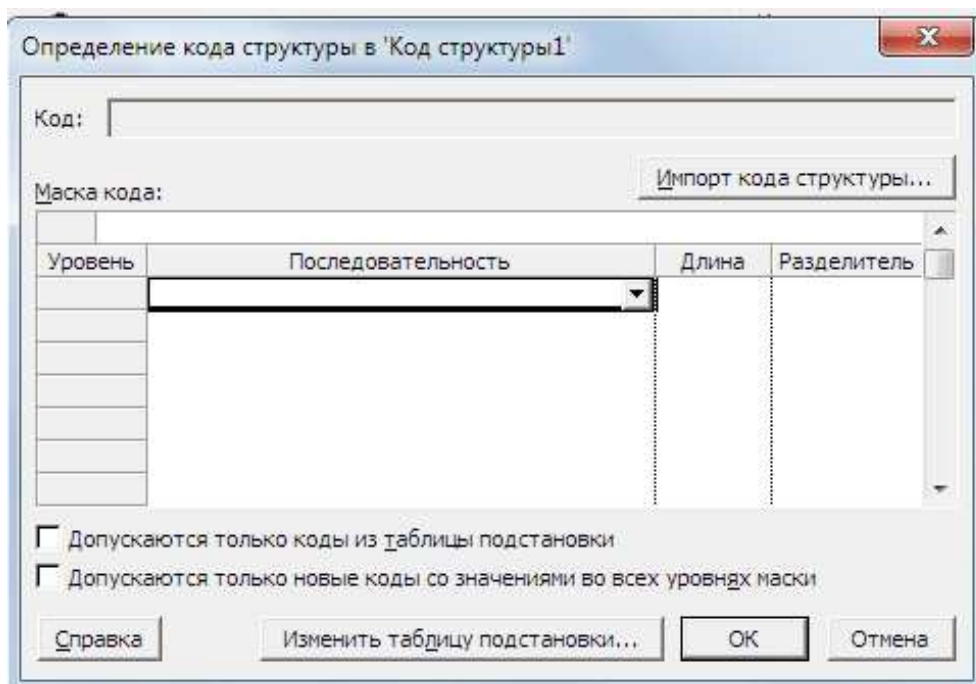 Определение кода структуры в 'Код структуры1'
Код:
Импорт кода структуры...
Маска кода:
Уровень Последовательность Длина Разделитель
Допускаются только коды из таблицы подстановки
Допускаются только новые коды со значениями во всех уровнях маски
Справка Изменить таблицу подстановки... ОК Отмена